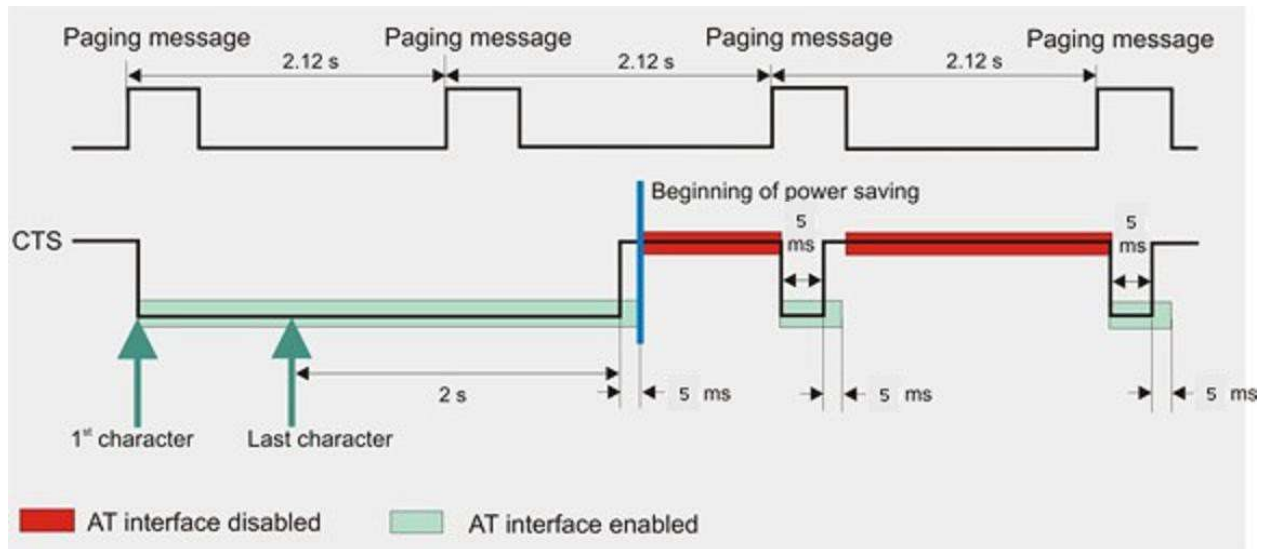 Paging message Paging message Paging message Paging message
2.12 s 2.12 s 2.12 s
Beginning of power saving
CTS
5
ms
5
ms
2 s
5 ms
5 ms
5 ms
1st character Last character
AT interface disabled AT interface enabled